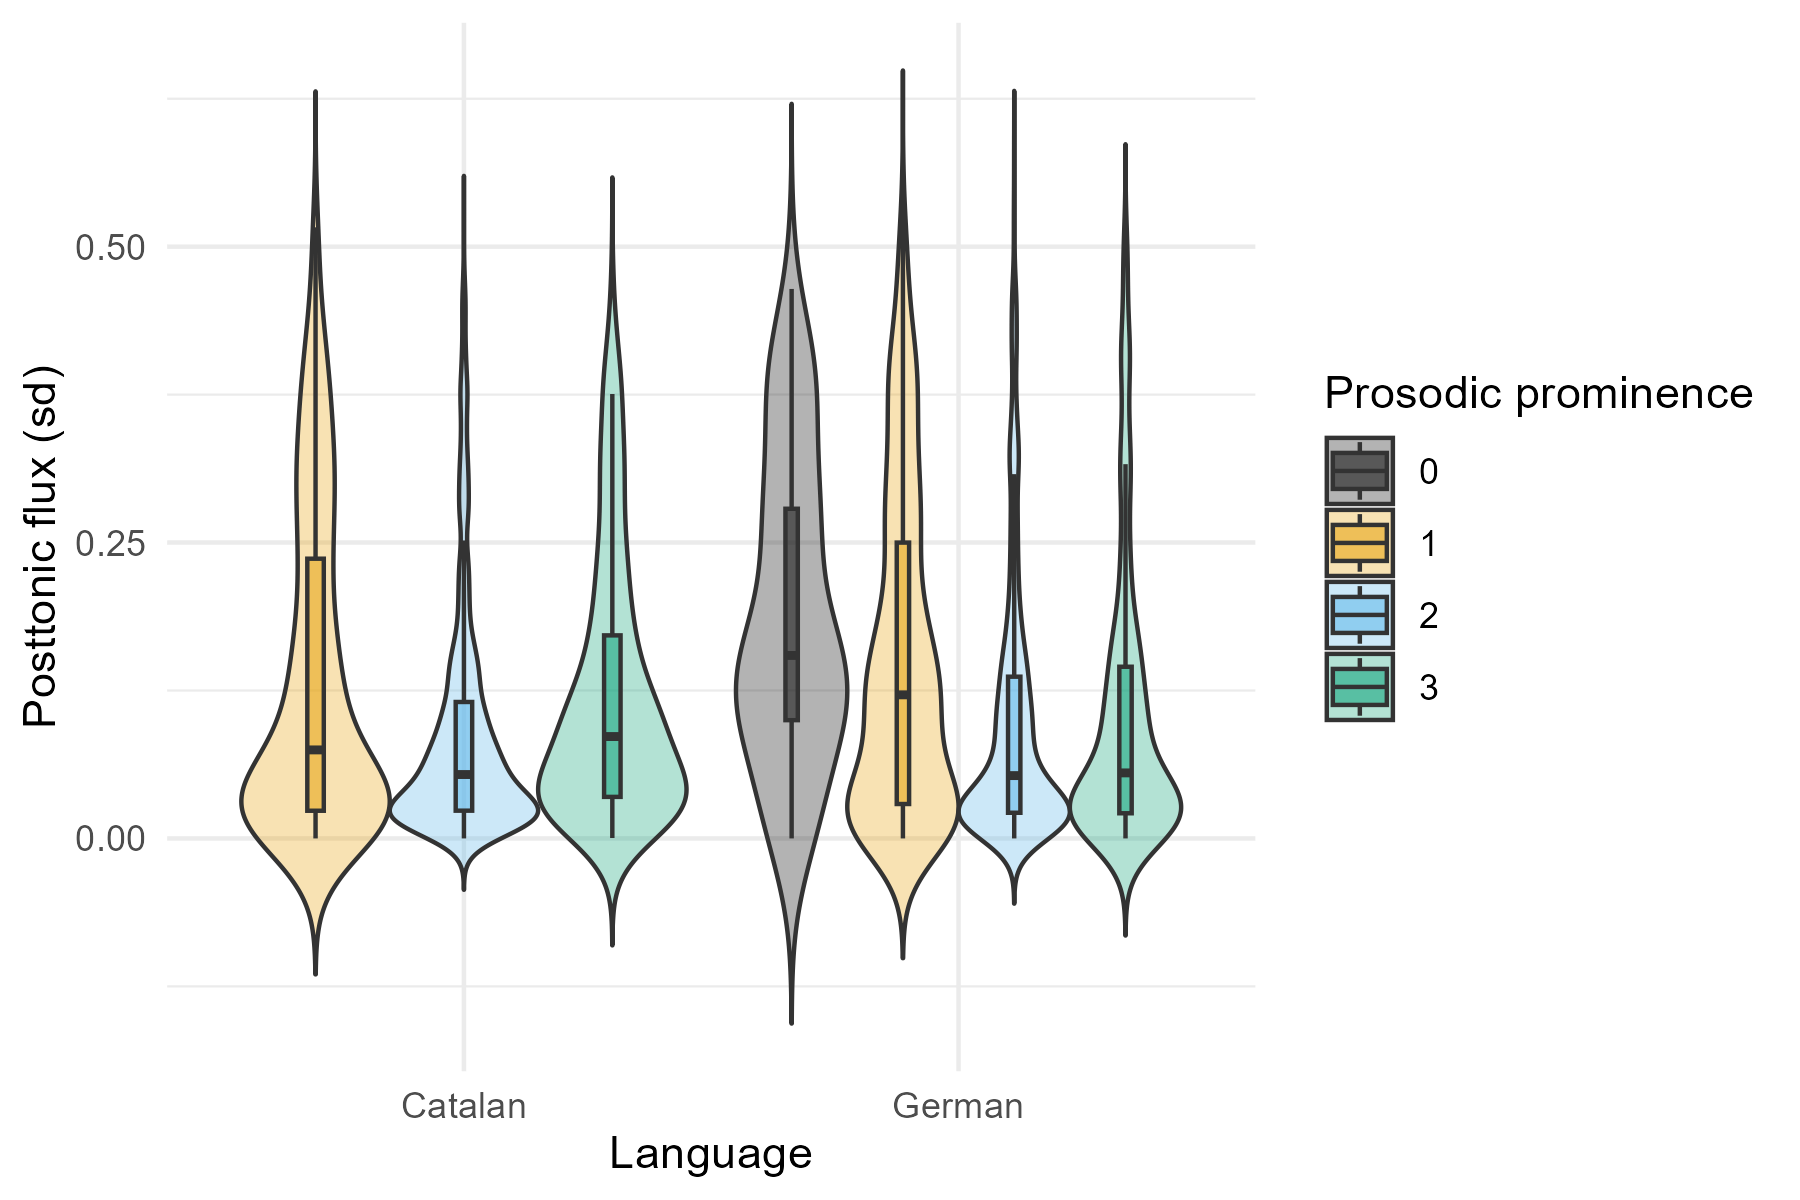 Posttonic flux (sd)
0.50
0.25
0.00
Catalan
German
Language
Prosodic prominence
0
1
2
3